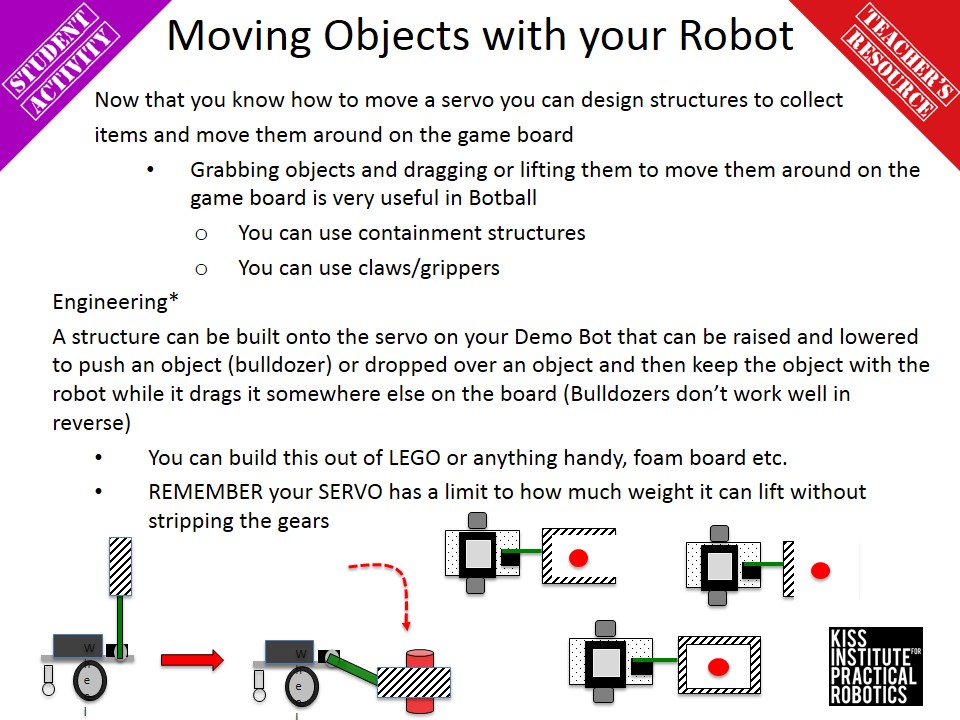 STUDENT
ACTIVITY
Moving Objects with your Robot
TEACHER'S
RESOURCE
Now that you know how to move a servo you can design structures to collect
items and move them around on the game board
• Grabbing objects and dragging or lifting them to move them around on the
game board is very useful in Botball
o You can use containment structures
o You can use claws/grippers
Engineering*
A structure can be built onto the servo on your Demo Bot that can be raised and lowered
to push an object (bulldozer) or dropped over an object and then keep the object with the
robot while it drags it somewhere else on the board (Bulldozers don’t work well in
reverse)
• You can build this out of LEGO or anything handy, foam board etc.
• REMEMBER your SERVO has a limit to how much weight it can lift without
stripping the gears
W
h
e
e
l
W
h
e
e
l
KISS
INSTITUTE FOR
PRACTICAL
ROBOTICS